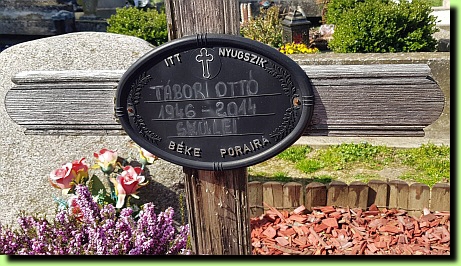 ITT NYUGSZIK
TÁBORI OTTÓ
1946 - 2014
SZÜLEI
BÉKE PORAIRA